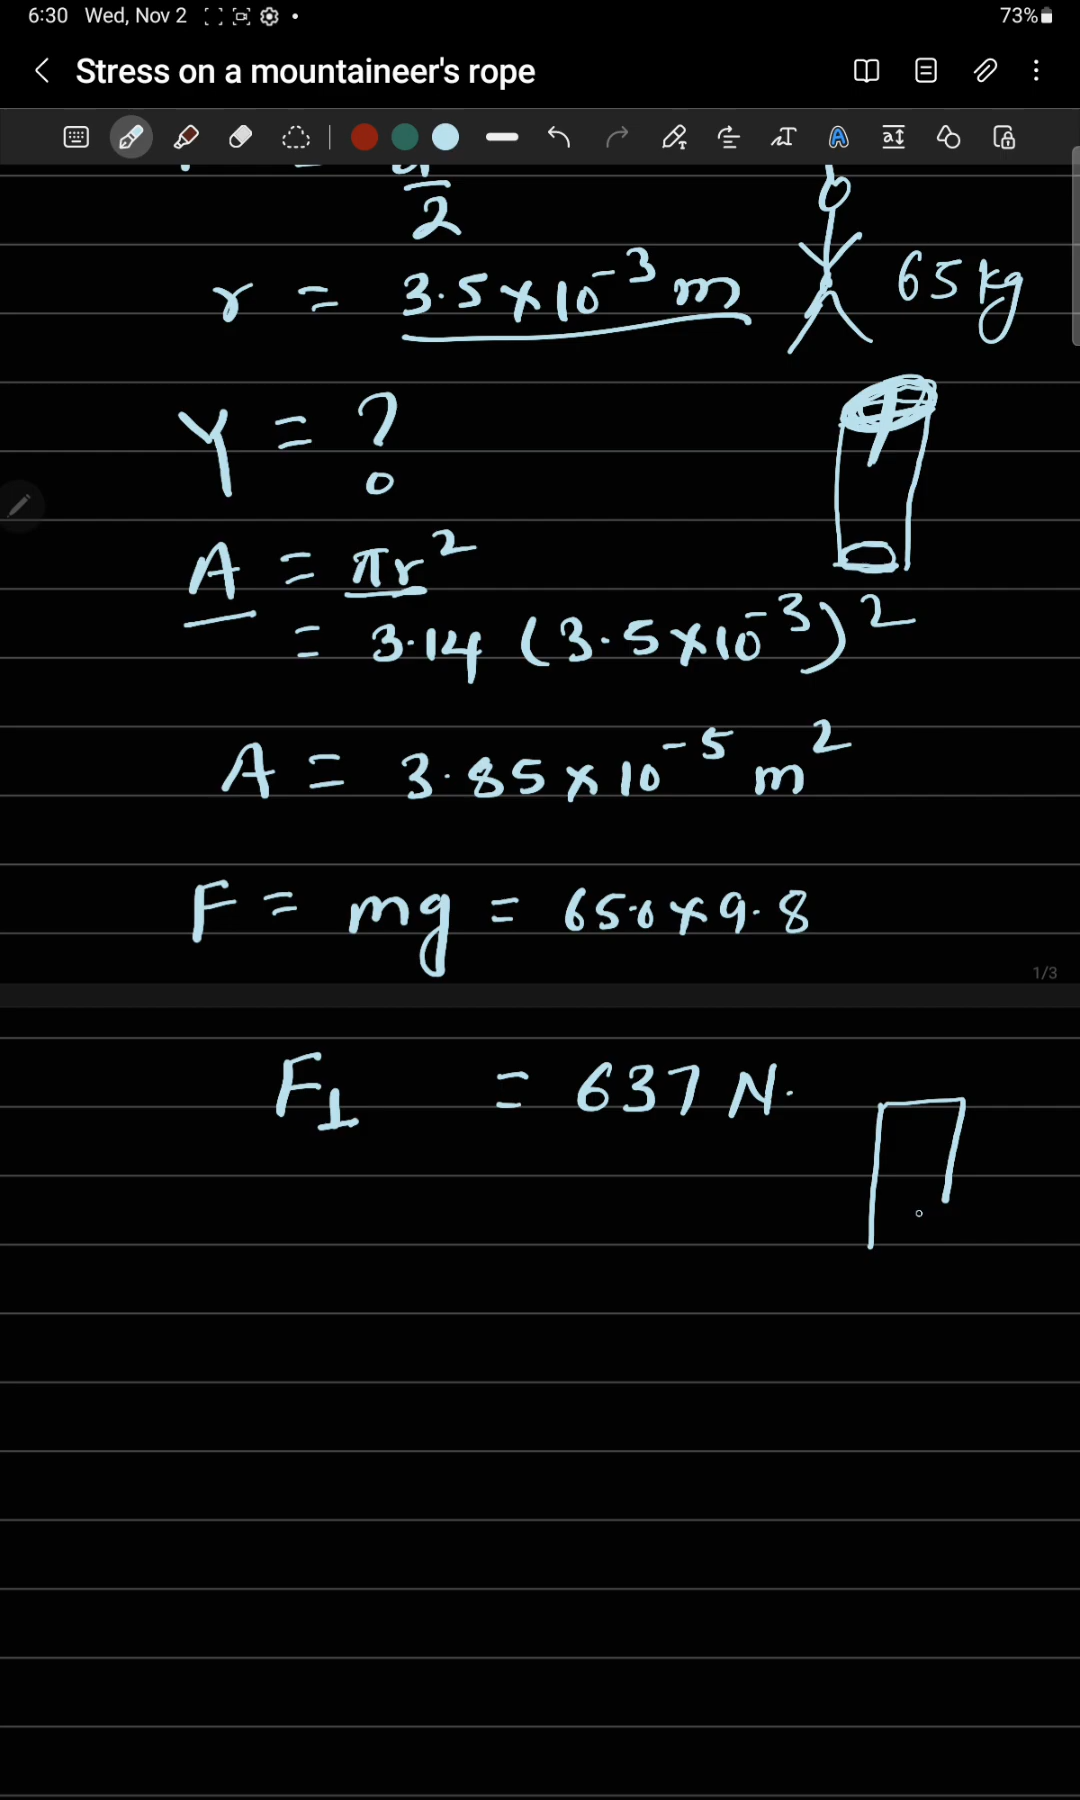 6:30 Wed, Nov 2
73%
Stress on a mountaineer's rope
2
r = 3.5×10⁻³ m
65 kg
Y = ?
A = πr²
= 3.14 (3.5×10⁻³)²
A = 3.85×10⁻⁵ m²
F = mg = 65.0×9.8
1/3
F⊥ = 637 N.